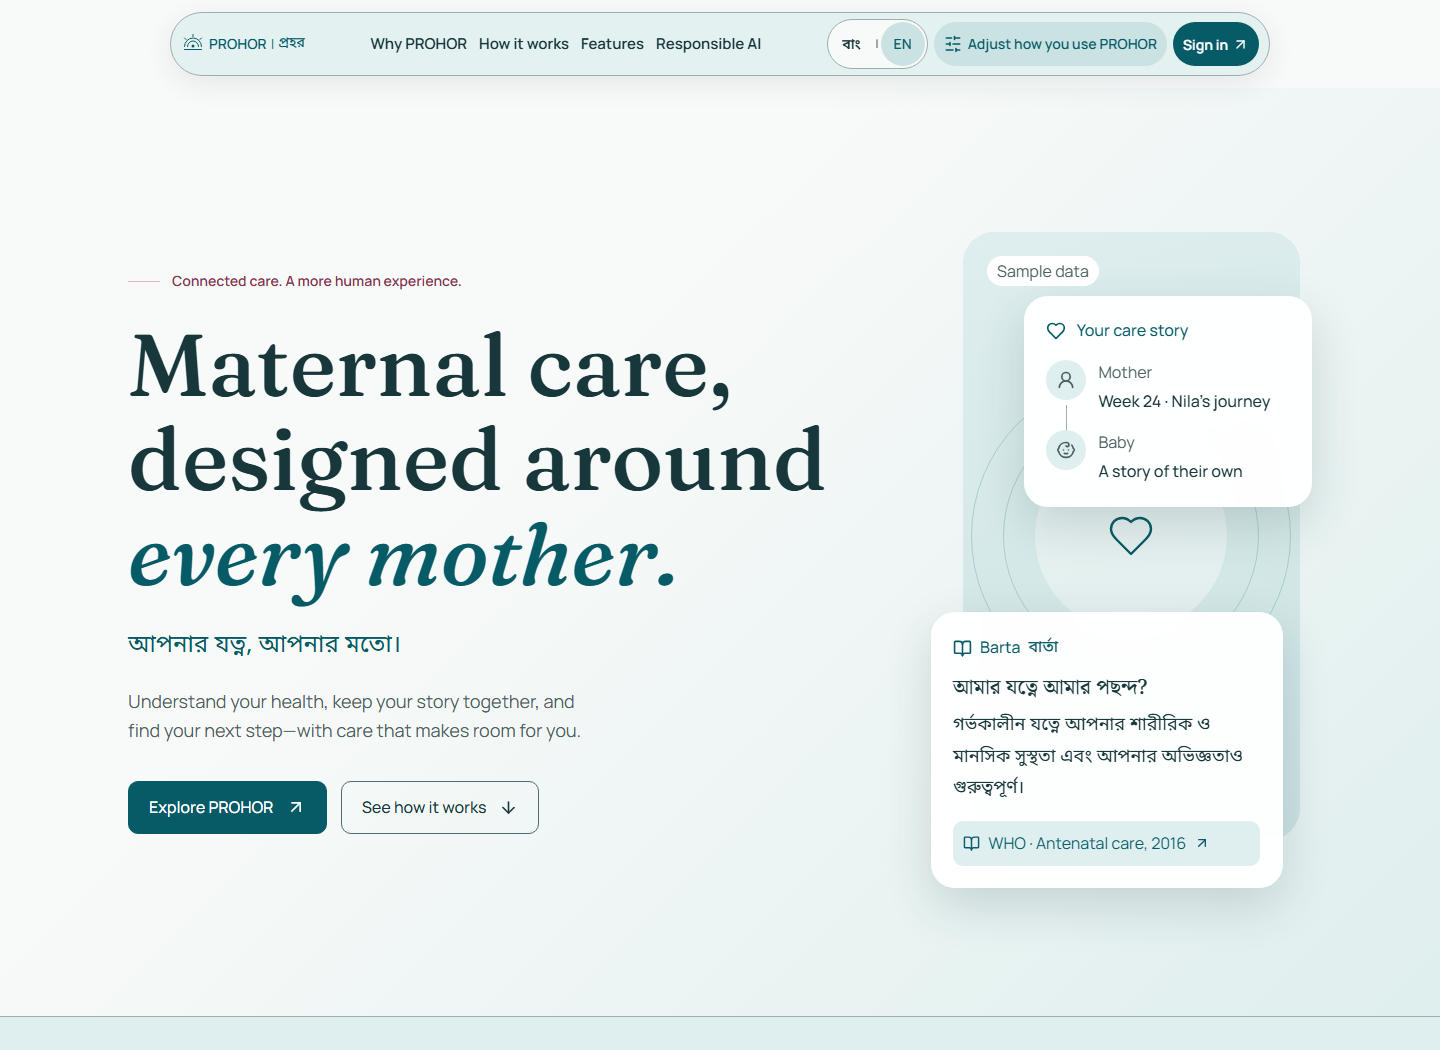 PROHOR | প্রহর
Why PROHOR How it works Features Responsible AI
বাং | EN
Adjust how you use PROHOR
Sign in
Connected care. A more human experience.
Maternal care,
designed around
every mother.
আপনার যত্ন, আপনার মতো।
Understand your health, keep your story together, and
find your next step—with care that makes room for you.
Explore PROHOR
See how it works
Sample data
Your care story
Mother
Week 24 · Nila's journey
Baby
A story of their own
Barta বার্তা
আমার যত্নে আমার পছন্দ?
গর্ভকালীন যত্নে আপনার শারীরিক ও
মানসিক সুস্থতা এবং আপনার অভিজ্ঞতাও
গুরুত্বপূর্ণ।
WHO · Antenatal care, 2016